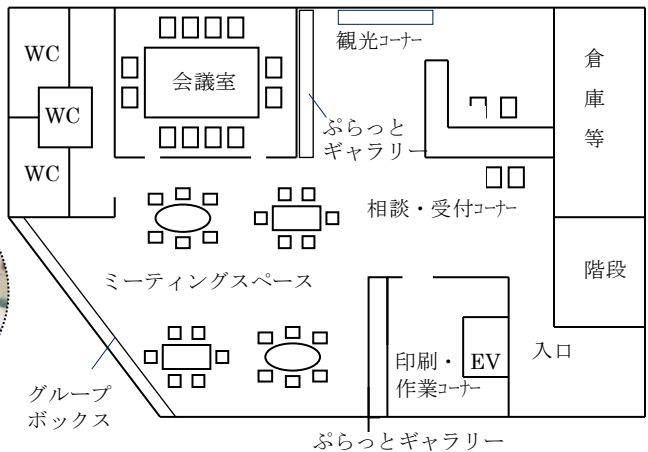 WC
WC
WC
会議室
観光コーナー
ぷらっと
ギャラリー
倉
庫
等
相談・受付コーナー
ミーティングスペース
階段
印刷・
作業コーナー
EV
入口
グループ
ボックス
ぷらっとギャラリー